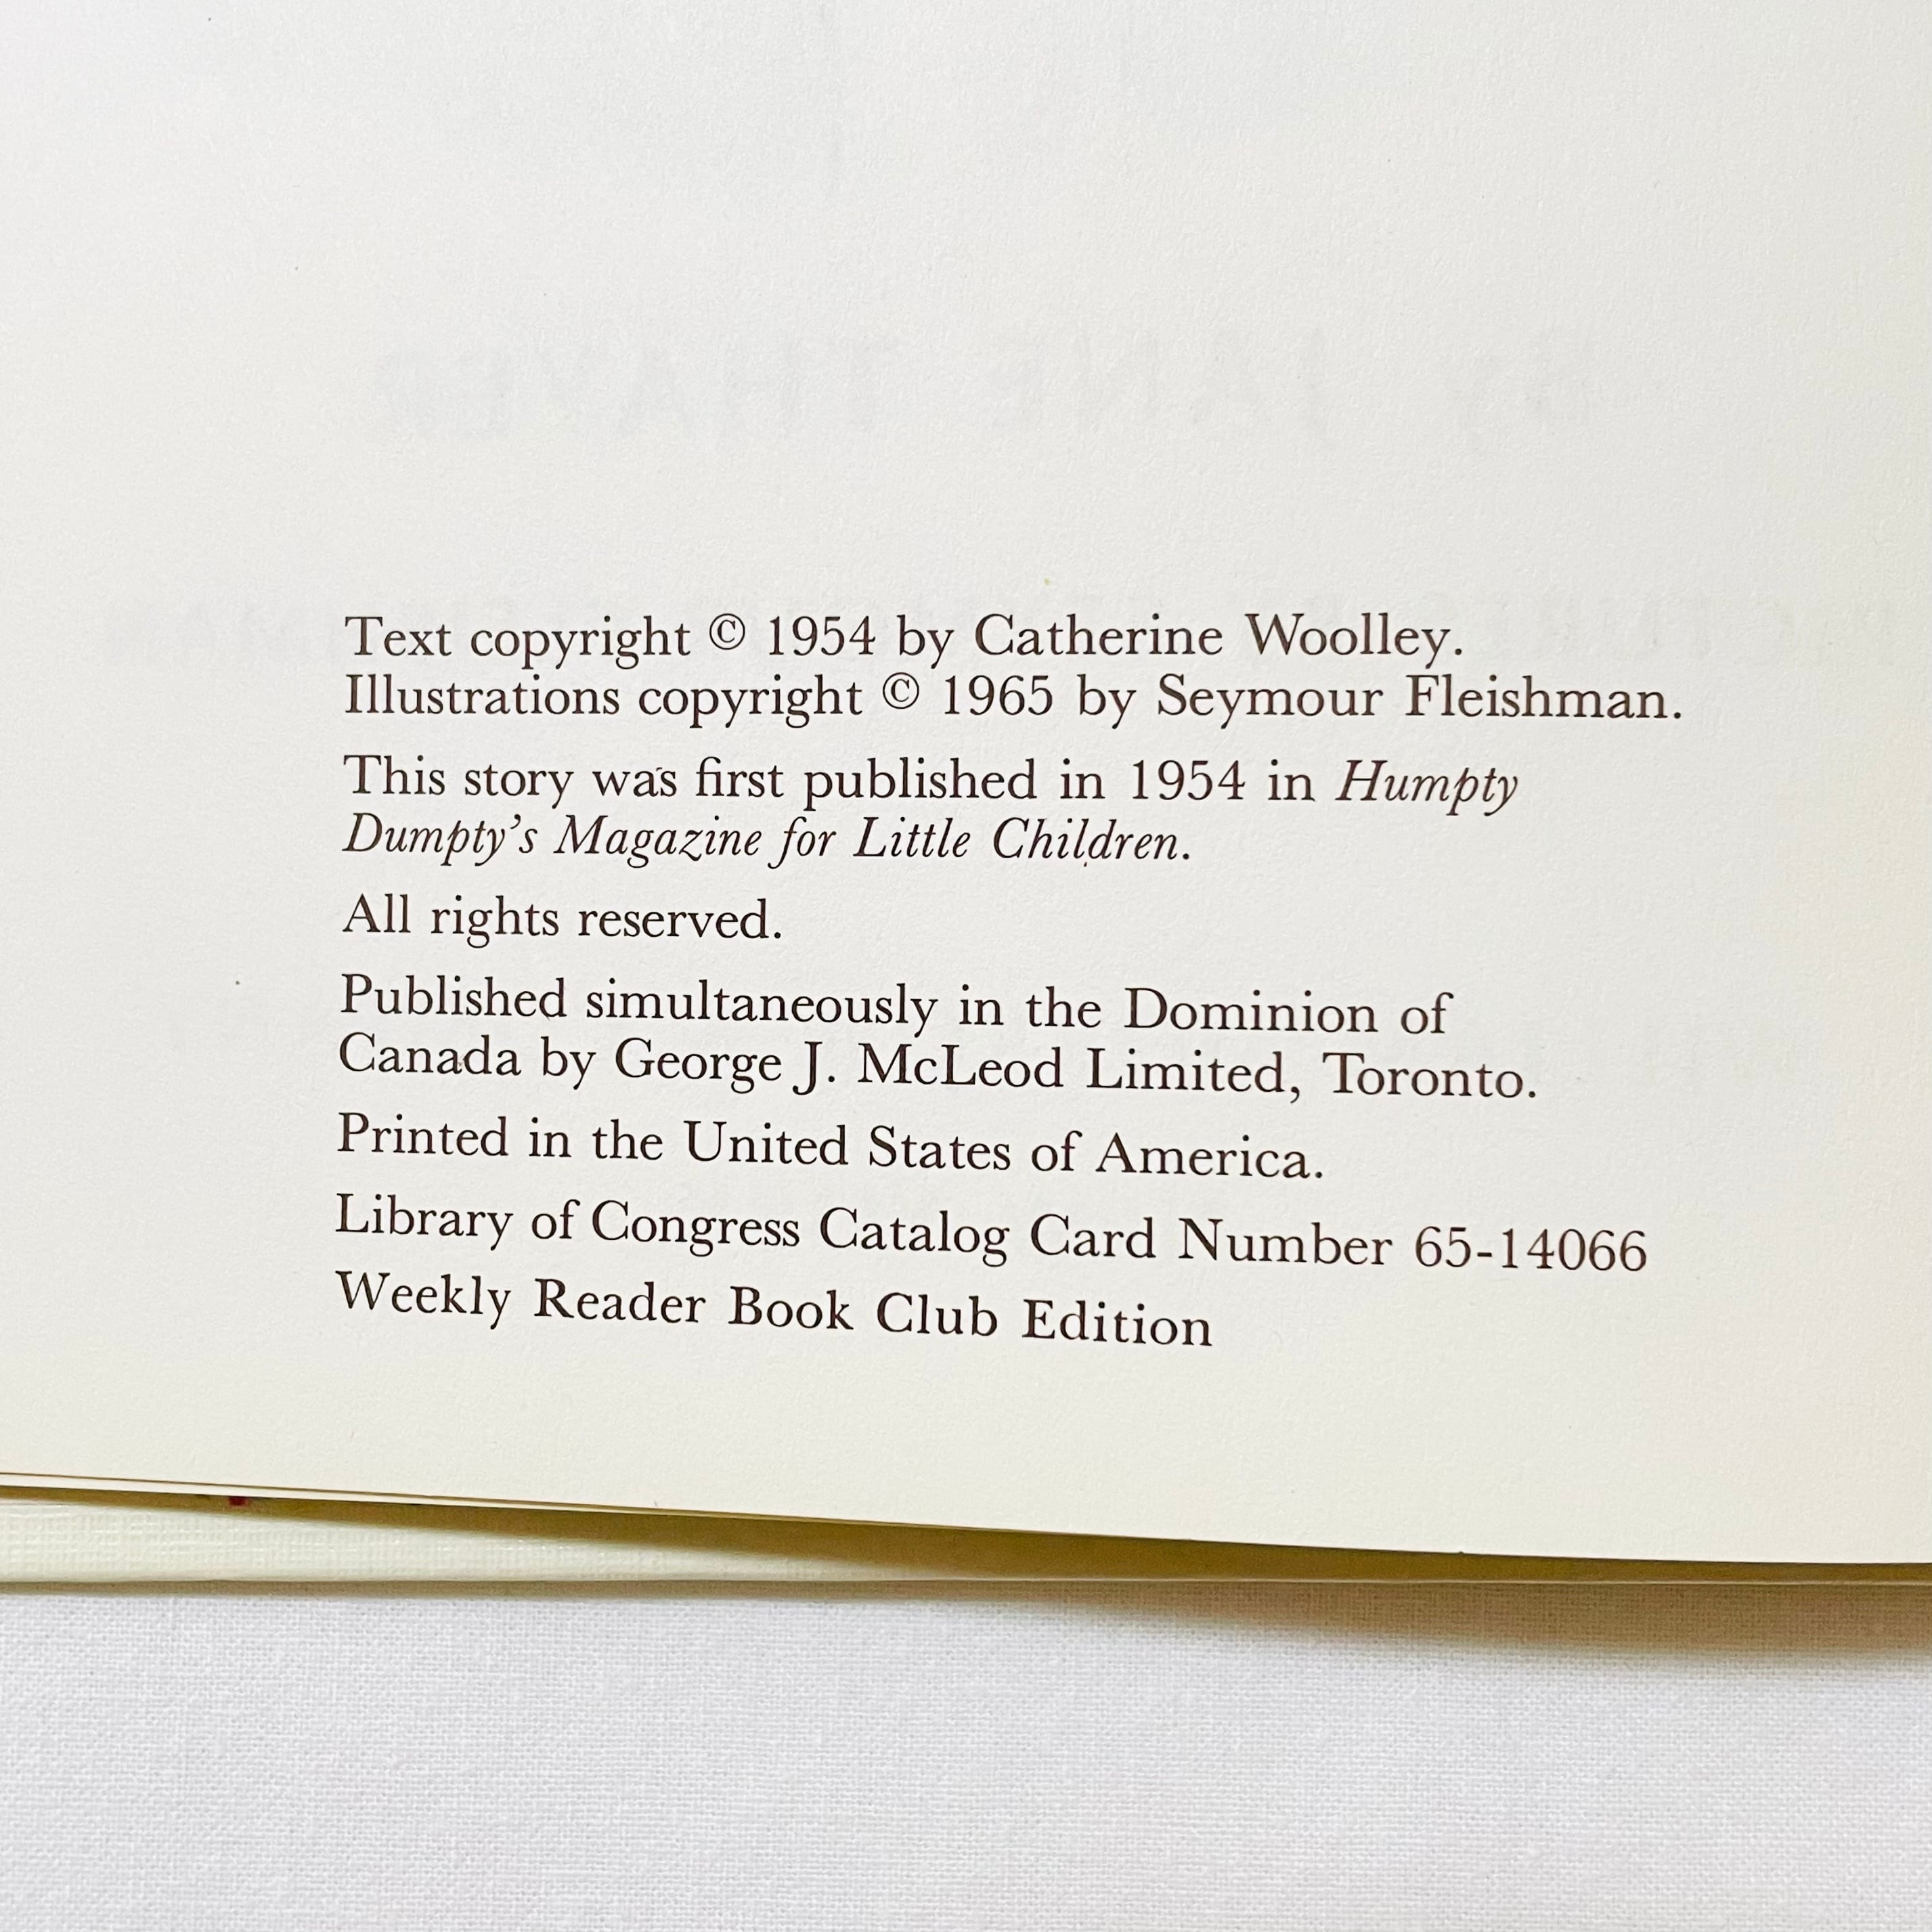 Text copyright © 1954 by Catherine Woolley.
Illustrations copyright © 1965 by Seymour Fleishman.
This story was first published in 1954 in Humpty
Dumpty's Magazine for Little Children.
All rights reserved.
Published simultaneously in the Dominion of
Canada by George J. McLeod Limited, Toronto.
Printed in the United States of America.
Library of Congress Catalog Card Number 65-14066
Weekly Reader Book Club Edition